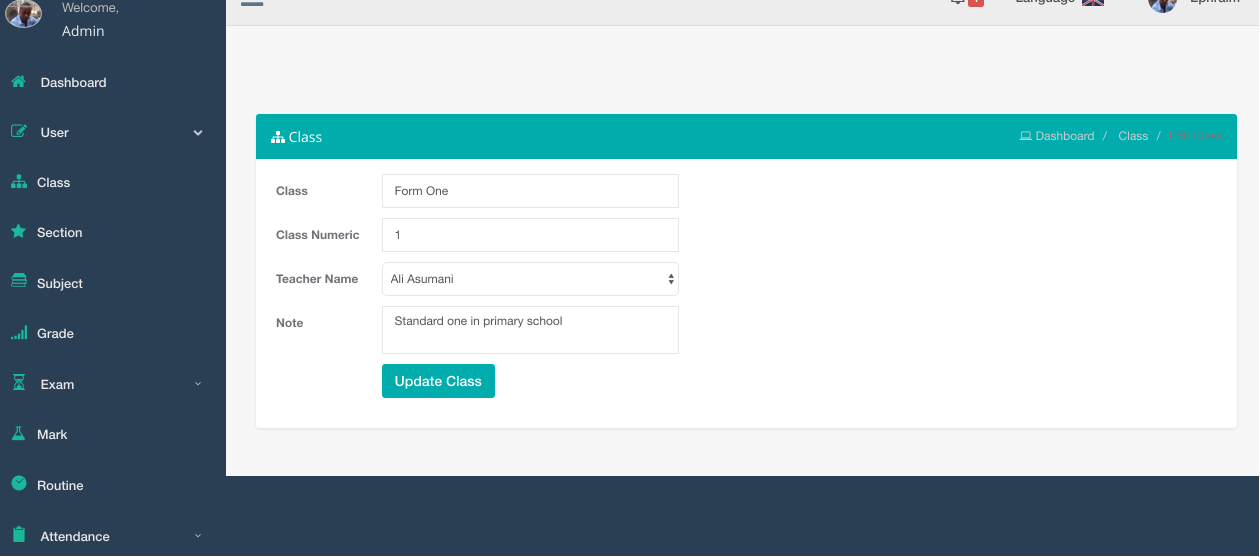 Welcome,
Admin
Dashboard
User
Class
Section
Subject
Grade
Exam
Mark
Routine
Attendance
Language
Ephraim
Class
Dashboard / Class /
Class Form One
Class Numeric 1
Teacher Name Ali Asumani
Note Standard one in primary school
Update Class